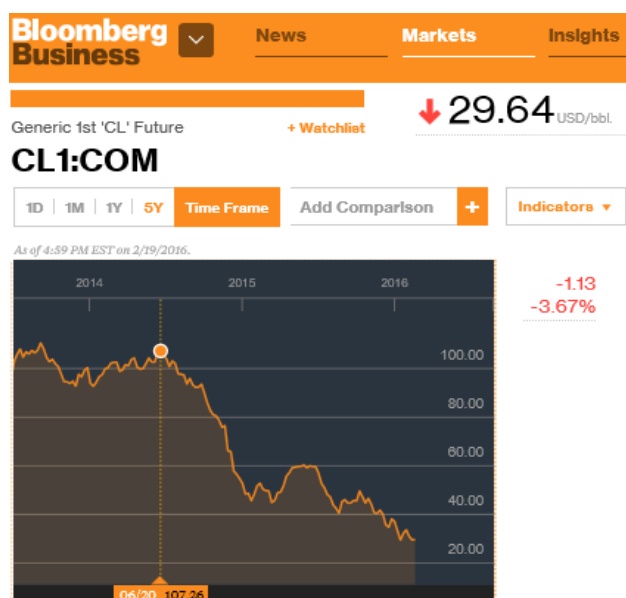 Bloomberg
Business
News
Markets
Insights
29.64 USD/bbl.
Generic 1st 'CL' Future
+ Watchlist
CL1:COM
1D 1M 1Y 5Y Time Frame
Add Comparison +
Indicators
As of 4:59 PM EST on 2/19/2016.
2014 2015 2016
-1.13
-3.67%
100.00
80.00
60.00
40.00
20.00
06/20 107.26